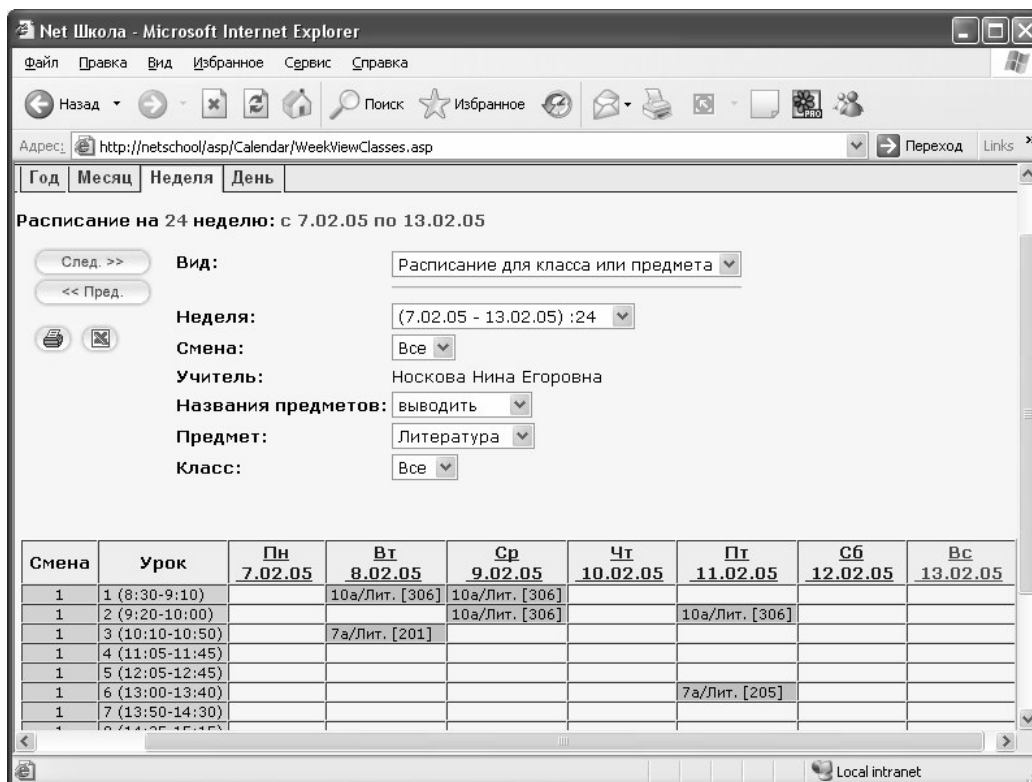 Net Школа - Microsoft Internet Explorer
Файл Правка Вид Избранное Сервис Справка
Назад Поиск Избранное PRO
Адрес: http://netschool/asp/Calendar/WeekViewClasses.asp Переход Links »
Год Месяц Неделя День
Расписание на 24 неделю: с 7.02.05 по 13.02.05
След. >> Вид: Расписание для класса или предмета
<< Пред.
Неделя: (7.02.05 - 13.02.05) :24
Смена: Все
Учитель: Носкова Нина Егоровна
Названия предметов: выводить
Предмет: Литература
Класс: Все
Смена Урок Пн 7.02.05 Вт 8.02.05 Ср 9.02.05 Чт 10.02.05 Пт 11.02.05 Сб 12.02.05 Вс 13.02.05
1 1 (8:30-9:10) 10а/Лит. [306] 10а/Лит. [306]
1 2 (9:20-10:00) 10а/Лит. [306] 10а/Лит. [306]
1 3 (10:10-10:50) 7а/Лит. [201]
1 4 (11:05-11:45)
1 5 (12:05-12:45)
1 6 (13:00-13:40) 7а/Лит. [205]
1 7 (13:50-14:30)
Local intranet